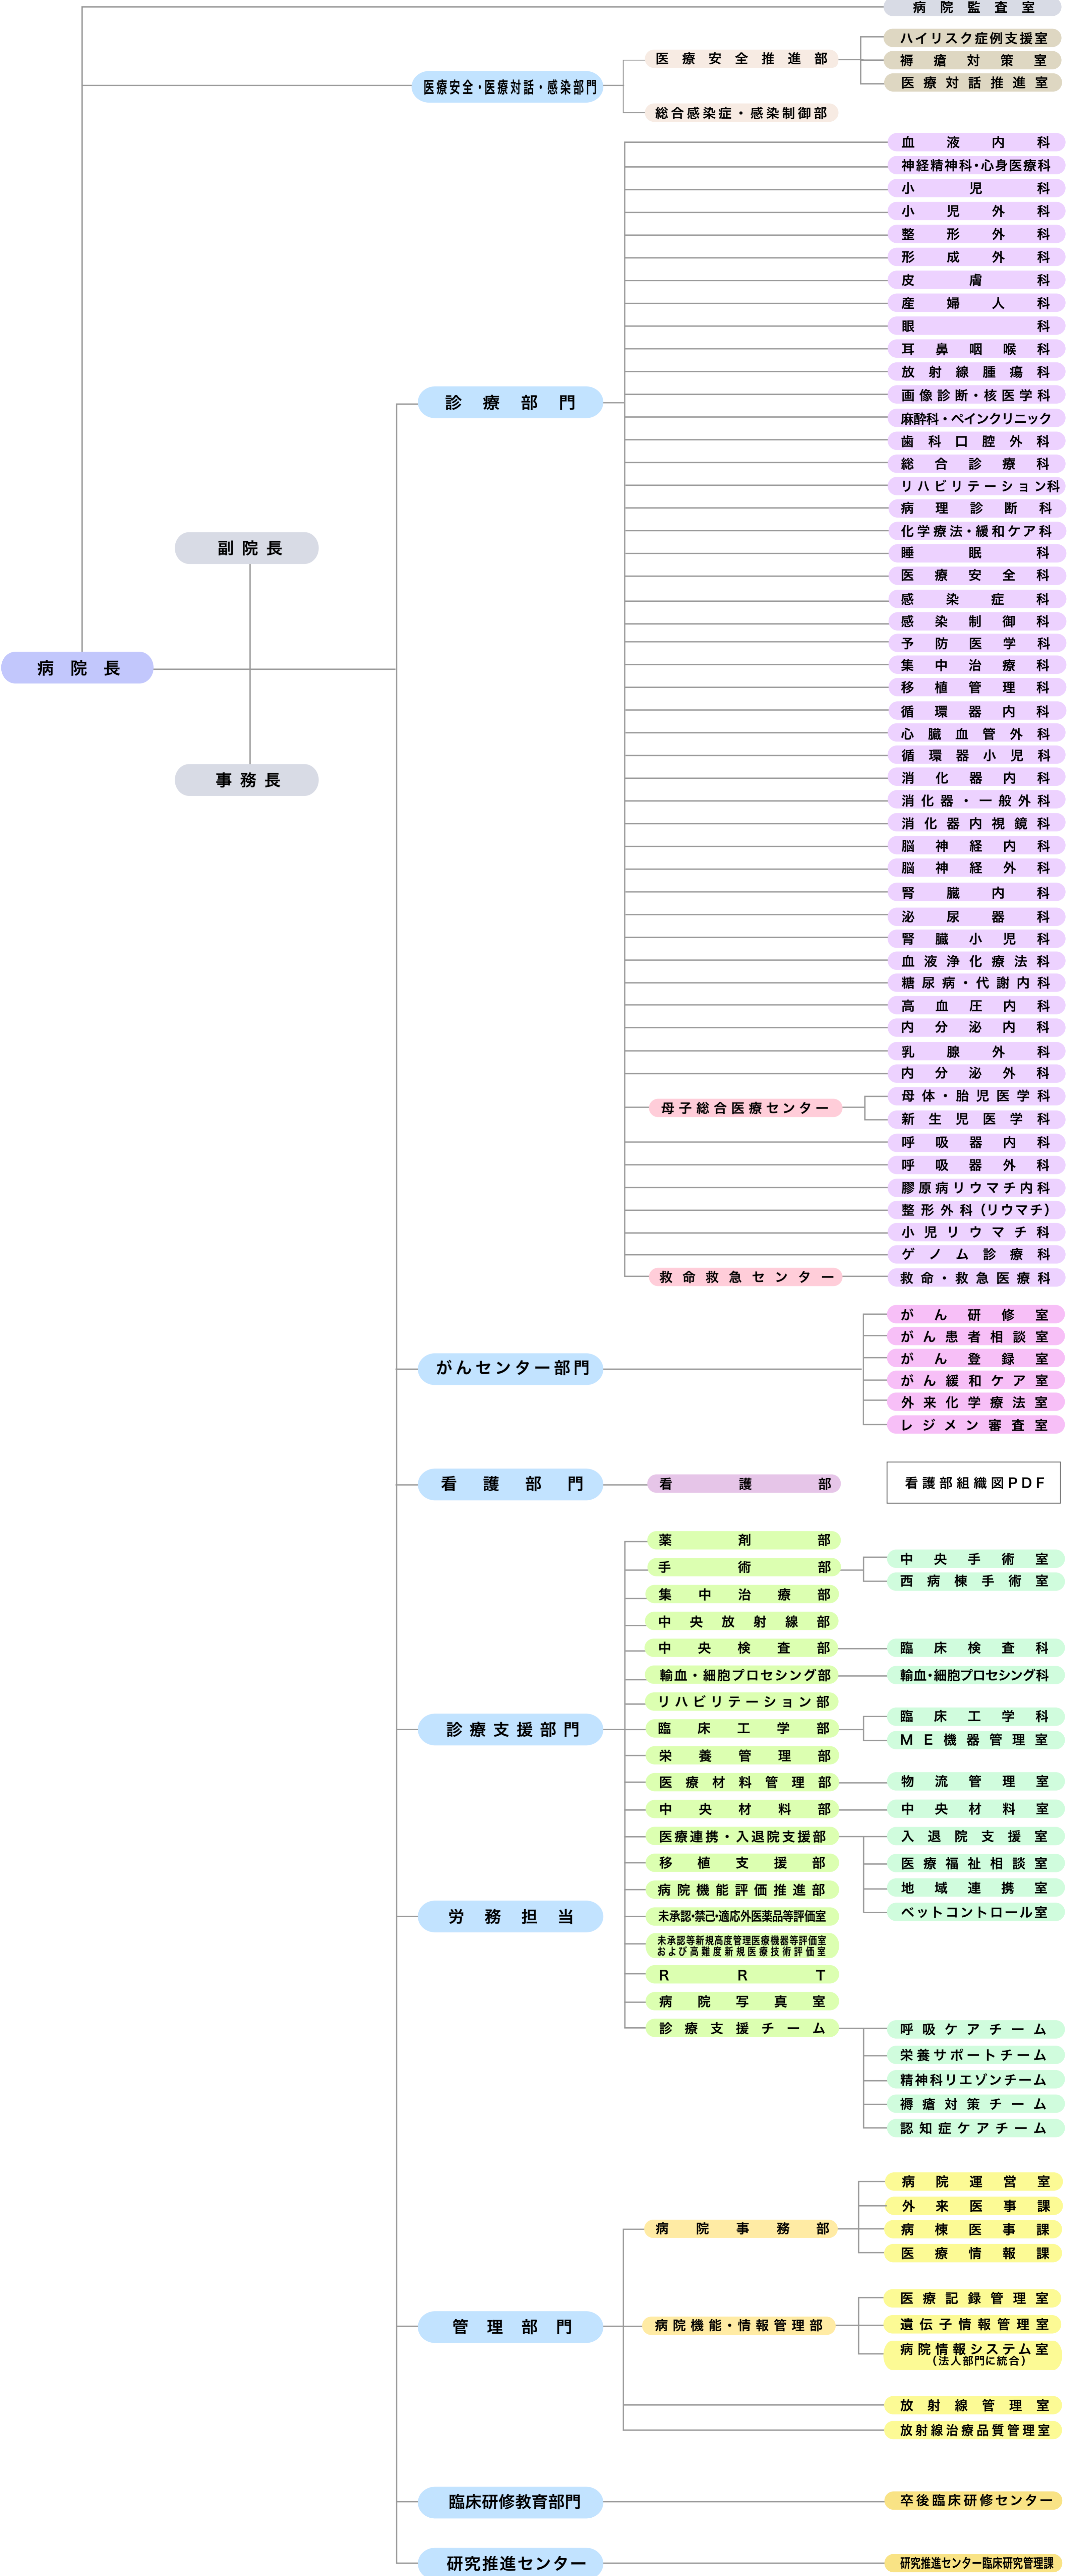 病院監査室
ハイリスク症例支援室
医療安全推進部
褥瘡対策室
医療対話推進室
医療安全・医療対話・感染部門
総合感染症・感染制御部
血液内科
神経精神科・心身医療科
小児科
小児外科
整形外科
形成外科
皮膚科
産婦人科
眼科
耳鼻咽喉科
放射線腫瘍科
画像診断・核医学科
診療部門
麻酔科・ペインクリニック
歯科口腔外科
総合診療科
リハビリテーション科
病理診断科
化学療法・緩和ケア科
副院長
睡眠科
医療安全科
感染症科
感染制御科
予防医学科
病院長
集中治療科
移植管理科
循環器内科
心臓血管外科
循環器小児科
事務長
消化器内科
消化器・一般外科
消化器内視鏡科
脳神経内科
脳神経外科
腎臓内科
泌尿器科
腎臓小児科
血液浄化療法科
糖尿病・代謝内科
高血圧内科
内分泌内科
乳腺外科
内分泌外科
母子総合医療センター
母体・胎児医学科
新生児医学科
呼吸器内科
呼吸器外科
膠原病リウマチ内科
整形外科（リウマチ）
小児リウマチ科
ゲノム診療科
救命救急センター
救命・救急医療科
がん研修室
がん患者相談室
がん登録室
がんセンター部門
がん緩和ケア室
外来化学療法室
レジメン審査室
看護部門
看護部
看護部組織図PDF
薬剤部
手術部
中央手術室
西病棟手術室
集中治療部
中央放射線部
中央検査部
臨床検査科
輸血・細胞プロセシング部
輸血・細胞プロセシング科
リハビリテーション部
診療支援部門
臨床工学部
臨床工学科
ME機器管理室
栄養管理部
医療材料管理部
物流管理室
中央材料部
中央材料室
医療連携・入退院支援部
入退院支援室
移植支援部
医療福祉相談室
病院機能評価推進部
地域連携室
労務担当
未承認・禁己・適応外医薬品等評価室
ベットコントロール室
未承認等新規高度管理医療機器等評価室
および高難度新規医療技術評価室
RRT
病院写真室
診療支援チーム
呼吸ケアチーム
栄養サポートチーム
精神科リエゾンチーム
褥瘡対策チーム
認知症ケアチーム
病院運営室
外来医事課
病院事務部
病棟医事課
医療情報課
医療記録管理室
管理部門
病院機能・情報管理部
遺伝子情報管理室
病院情報システム室
（法人部門に統合）
放射線管理室
放射線治療品質管理室
臨床研修教育部門
卒後臨床研修センター
研究推進センター
研究推進センター臨床研究管理課